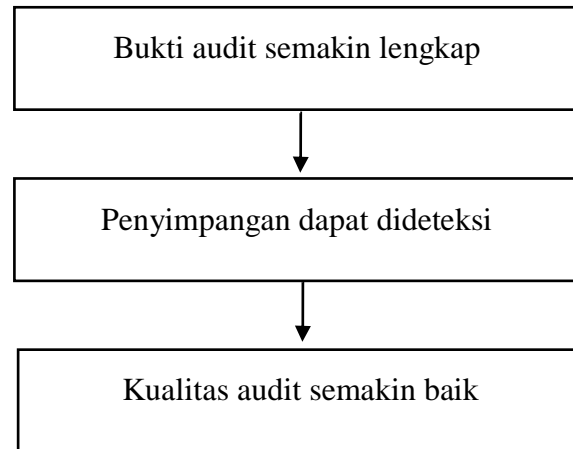 Bukti audit semakin lengkap
Penyimpangan dapat dideteksi
Kualitas audit semakin baik